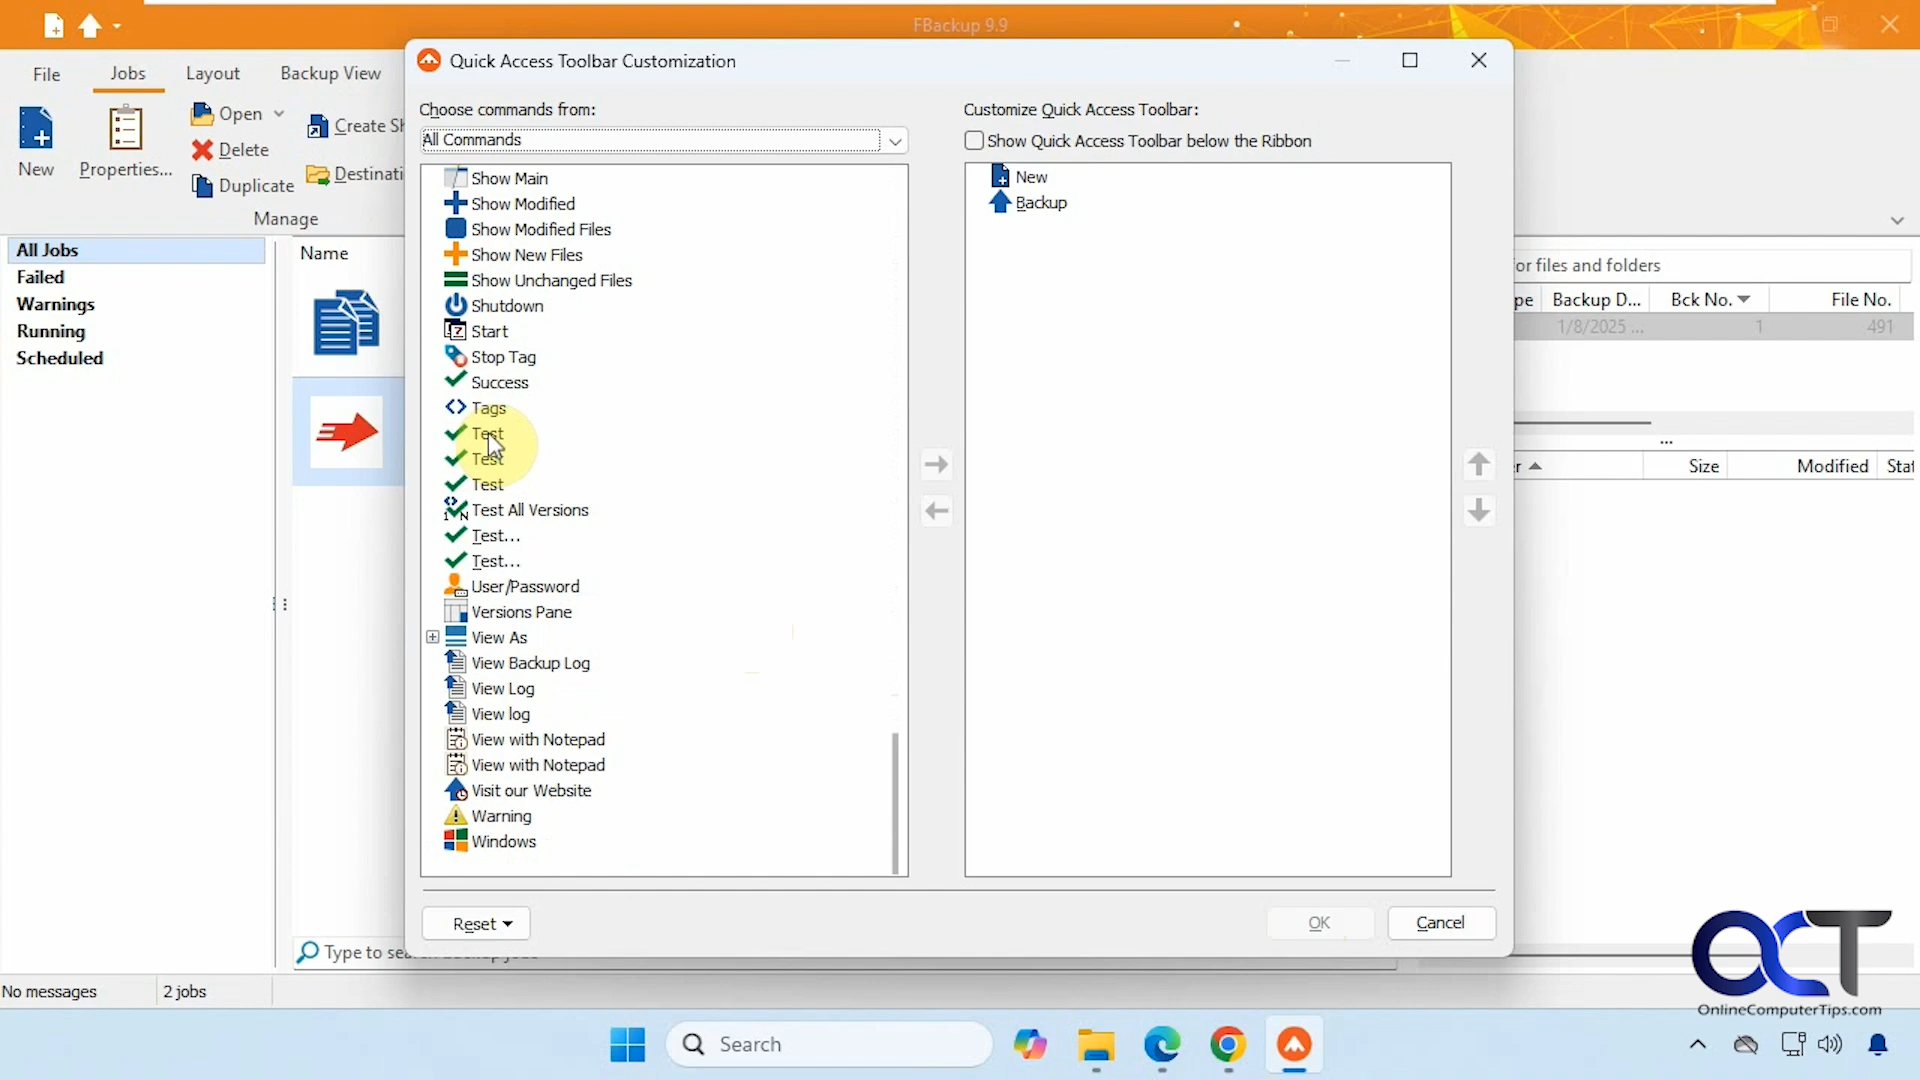 FBackup 9.9
File
Jobs
Layout
Backup View
New
Properties...
Open
Delete
Duplicate
Create Sh
Destinati
Manage
All Jobs
Failed
Warnings
Running
Scheduled
Name
Quick Access Toolbar Customization
Choose commands from:
All Commands
Show Main
Show Modified
Show Modified Files
Show New Files
Show Unchanged Files
Shutdown
Start
Stop Tag
Success
Tags
Test
Test
Test
Test All Versions
Test...
Test...
User/Password
Versions Pane
View As
View Backup Log
View Log
View log
View with Notepad
View with Notepad
Visit our Website
Warning
Windows
Customize Quick Access Toolbar:
Show Quick Access Toolbar below the Ribbon
New
Backup
Reset
OK
Cancel
or files and folders
pe Backup D... Bck No. File No.
1/8/2025 ... 1 491
...
r Size Modified Stat
Type to sea
No messages
2 jobs
OCT
OnlineComputerTips.com
Search